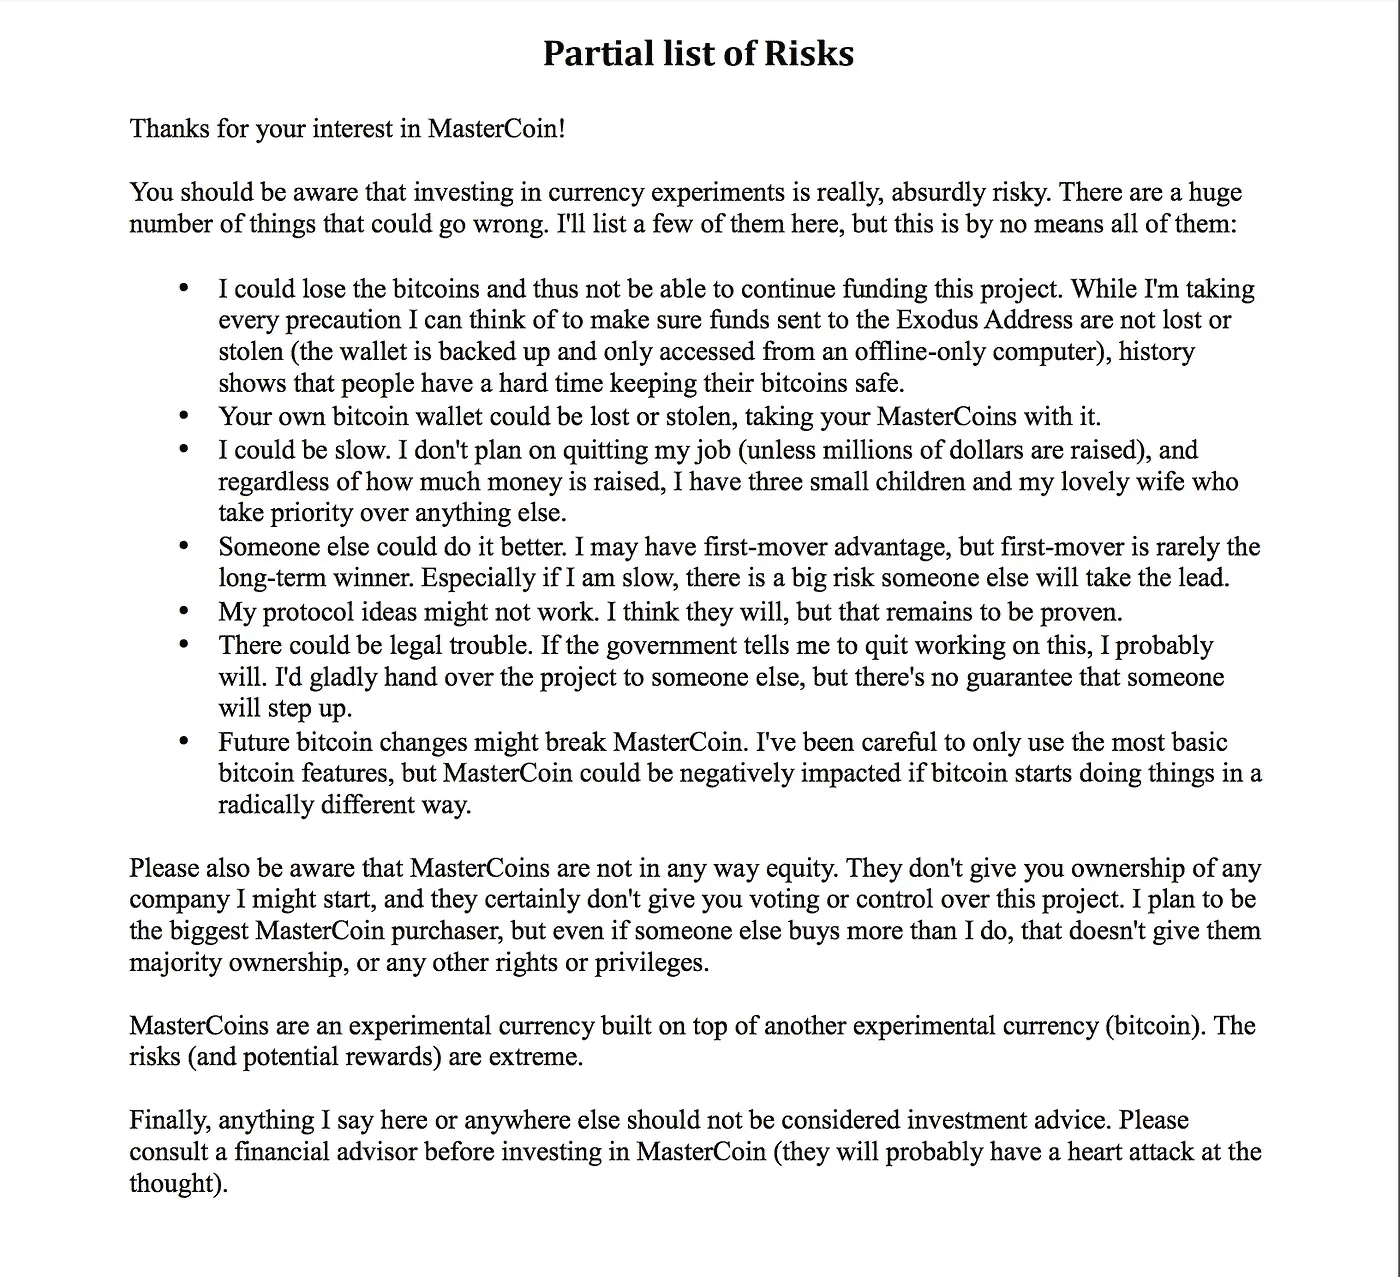 Partial list of Risks
Thanks for your interest in MasterCoin!
You should be aware that investing in currency experiments is really, absurdly risky. There are a huge
number of things that could go wrong. I'll list a few of them here, but this is by no means all of them:
• I could lose the bitcoins and thus not be able to continue funding this project. While I'm taking
every precaution I can think of to make sure funds sent to the Exodus Address are not lost or
stolen (the wallet is backed up and only accessed from an offline-only computer), history
shows that people have a hard time keeping their bitcoins safe.
• Your own bitcoin wallet could be lost or stolen, taking your MasterCoins with it.
• I could be slow. I don't plan on quitting my job (unless millions of dollars are raised), and
regardless of how much money is raised, I have three small children and my lovely wife who
take priority over anything else.
• Someone else could do it better. I may have first-mover advantage, but first-mover is rarely the
long-term winner. Especially if I am slow, there is a big risk someone else will take the lead.
• My protocol ideas might not work. I think they will, but that remains to be proven.
• There could be legal trouble. If the government tells me to quit working on this, I probably
will. I'd gladly hand over the project to someone else, but there's no guarantee that someone
will step up.
• Future bitcoin changes might break MasterCoin. I've been careful to only use the most basic
bitcoin features, but MasterCoin could be negatively impacted if bitcoin starts doing things in a
radically different way.
Please also be aware that MasterCoins are not in any way equity. They don't give you ownership of any
company I might start, and they certainly don't give you voting or control over this project. I plan to be
the biggest MasterCoin purchaser, but even if someone else buys more than I do, that doesn't give them
majority ownership, or any other rights or privileges.
MasterCoins are an experimental currency built on top of another experimental currency (bitcoin). The
risks (and potential rewards) are extreme.
Finally, anything I say here or anywhere else should not be considered investment advice. Please
consult a financial advisor before investing in MasterCoin (they will probably have a heart attack at the
thought).